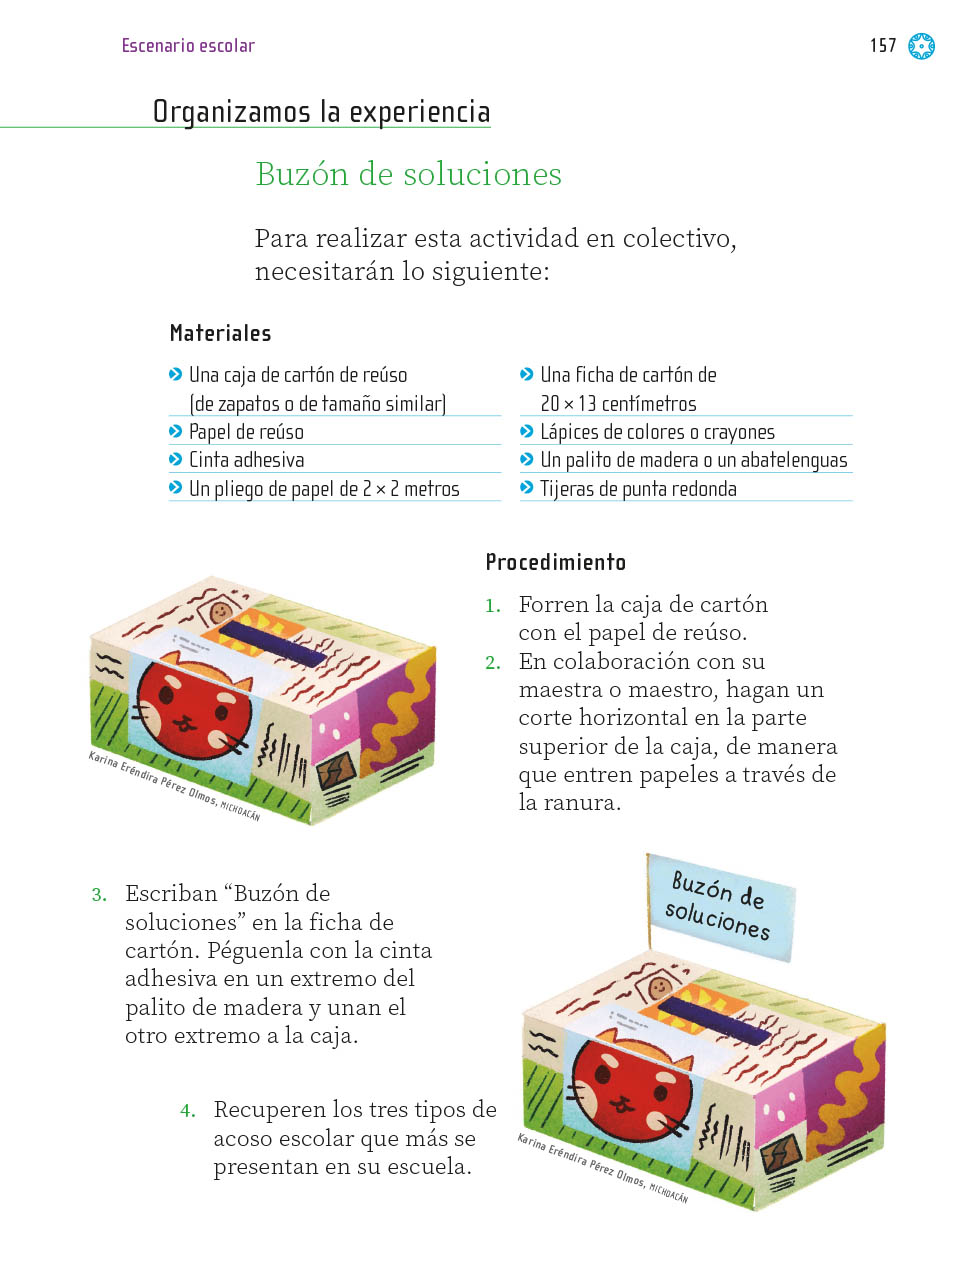 Escenario escolar
157
Organizamos la experiencia
Buzón de soluciones
Para realizar esta actividad en colectivo,
necesitarán lo siguiente:
Materiales
Una caja de cartón de reúso
(de zapatos o de tamaño similar)
Papel de reúso
Cinta adhesiva
Un pliego de papel de 2 × 2 metros
Una ficha de cartón de
20 × 13 centímetros
Lápices de colores o crayones
Un palito de madera o un abatelenguas
Tijeras de punta redonda
Procedimiento
1. Forren la caja de cartón
con el papel de reúso.
2. En colaboración con su
maestra o maestro, hagan un
corte horizontal en la parte
superior de la caja, de manera
que entren papeles a través de
la ranura.
Karina Eréndira Pérez Olmos, MICHOACÁN
3. Escriban “Buzón de
soluciones” en la ficha de
cartón. Péguenla con la cinta
adhesiva en un extremo del
palito de madera y unan el
otro extremo a la caja.
Buzón de
soluciones
4. Recuperen los tres tipos de
acoso escolar que más se
presentan en su escuela.
Karina Eréndira Pérez Olmos, MICHOACÁN